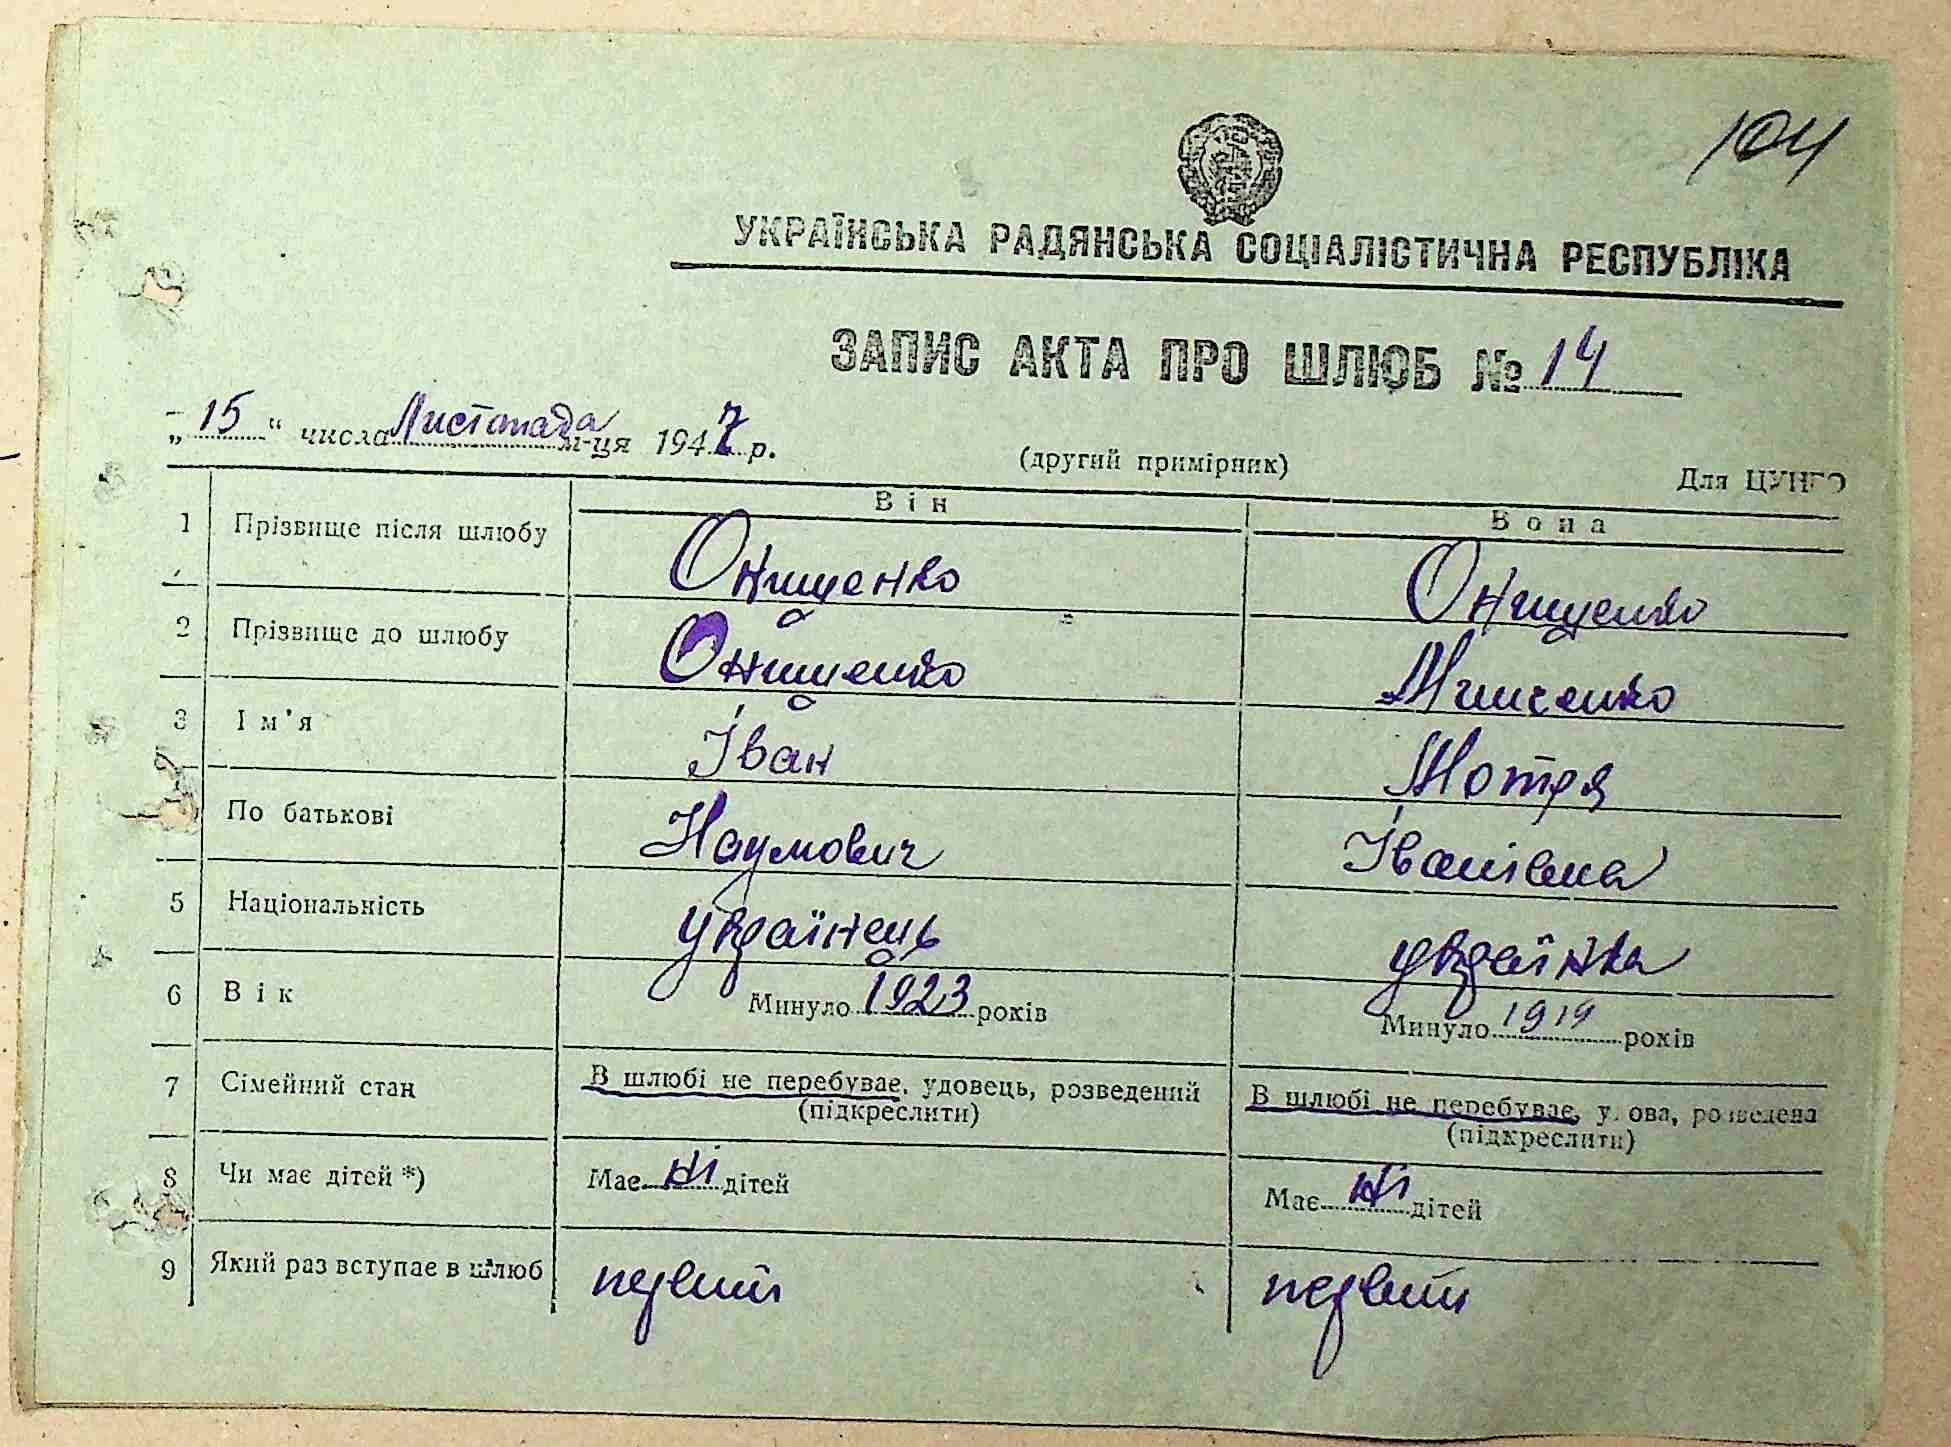 104
УКРАЇНСЬКА РАДЯНСЬКА СОЦІАЛІСТИЧНА РЕСПУБЛІКА
ЗАПИС АКТА ПРО ШЛЮБ № 14
„15“ числа Листопада м-ця 1947 р.
(другий примірник) Для ЦУНГО
Він Вона
1 Прізвище після шлюбу Онищенко Онищенко
2 Прізвище до шлюбу Онищенко
3 Ім'я Іван Мотря
По батькові Наумович Іванівна
5 Національність українець українка
6 Вік Минуло 1923 років Минуло 1919 років
7 Сімейний стан В шлюбі не перебуває, удовець, розведений В шлюбі не перебуває, у ова, розведена
(підкреслити) (підкреслити)
8 Чи має дітей *) Має ні дітей Має ні дітей
9 Який раз вступає в шлюб первий первий